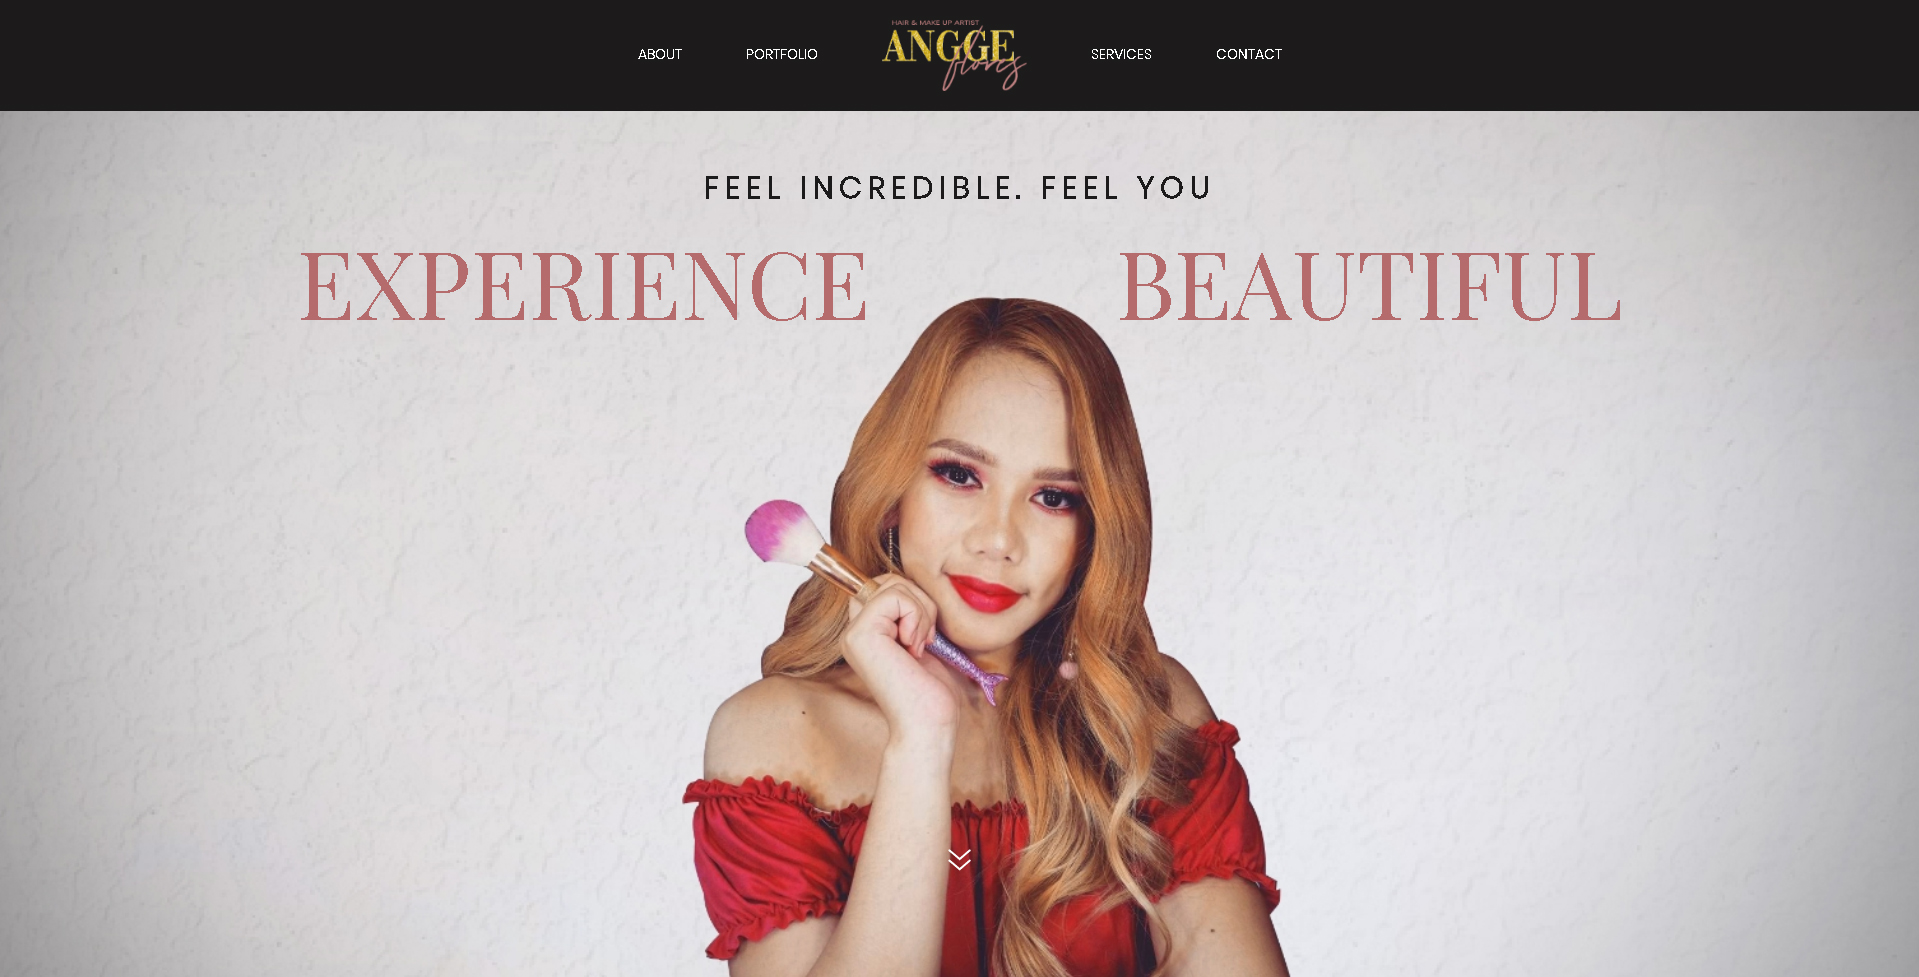 ABOUT
PORTFOLIO
HAIR & MAKE UP ARTIST
ANGGE
flores
SERVICES
CONTACT
FEEL INCREDIBLE. FEEL YOU
EXPERIENCE BEAUTIFUL